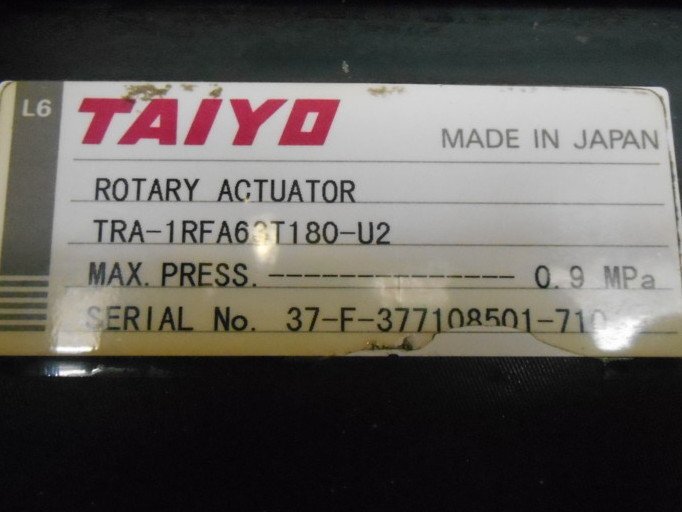 L6
TAIYO
MADE IN JAPAN
ROTARY ACTUATOR
TRA-1RFA63T180-U2
MAX. PRESS.--------------- 0.9 MPa
SERIAL No. 37-F-377108501-710